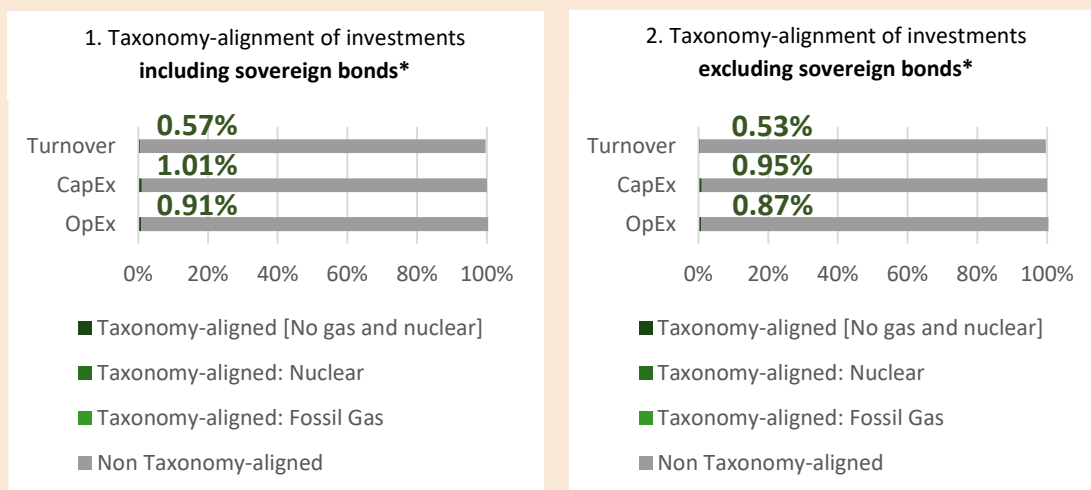 1. Taxonomy-alignment of investments
including sovereign bonds*
0.57%
Turnover
1.01%
CapEx
0.91%
OpEx
0% 20% 40% 60% 80% 100%
Taxonomy-aligned [No gas and nuclear]
Taxonomy-aligned: Nuclear
Taxonomy-aligned: Fossil Gas
Non Taxonomy-aligned
2. Taxonomy-alignment of investments
excluding sovereign bonds*
0.53%
Turnover
0.95%
CapEx
0.87%
OpEx
0% 20% 40% 60% 80% 100%
Taxonomy-aligned [No gas and nuclear]
Taxonomy-aligned: Nuclear
Taxonomy-aligned: Fossil Gas
Non Taxonomy-aligned